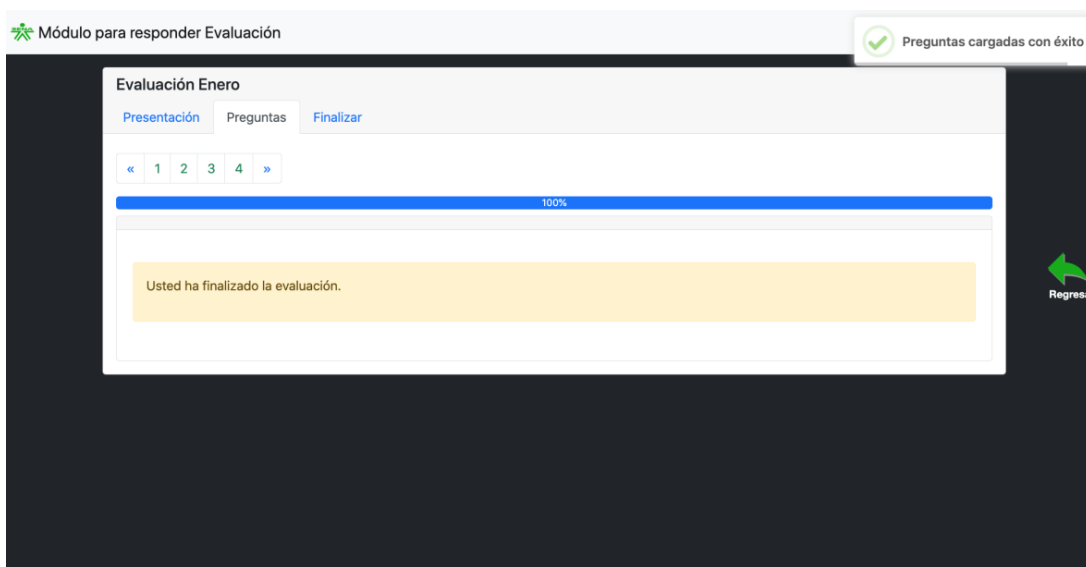 Módulo para responder Evaluación
Preguntas cargadas con éxito
Evaluación Enero
Presentación Preguntas Finalizar
« 1 2 3 4 »
100%
Usted ha finalizado la evaluación.
Regresa